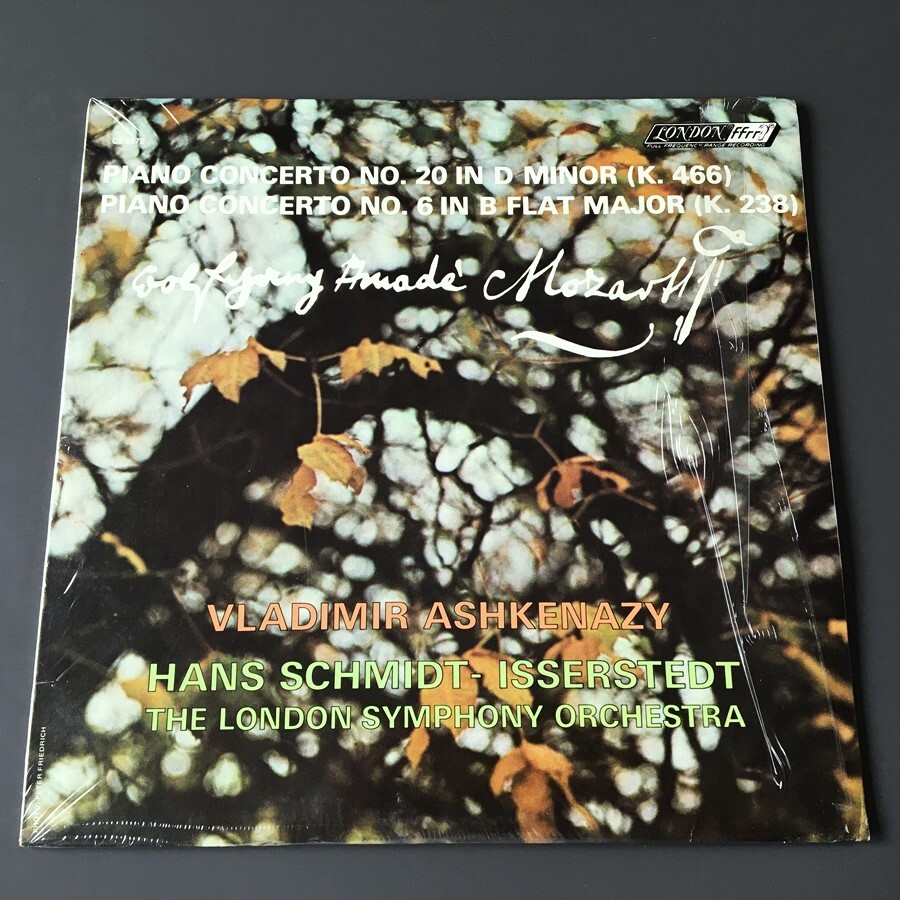 LONDON ffrr
FULL FREQUENCY RANGE RECORDING
PIANO CONCERTO NO. 20 IN D MINOR (K. 466)
PIANO CONCERTO NO. 6 IN B FLAT MAJOR (K. 238)
Wolfgang Amadè Mozart
VLADIMIR ASHKENAZY
HANS SCHMIDT-ISSERSTEDT
THE LONDON SYMPHONY ORCHESTRA
FRIEDRICH